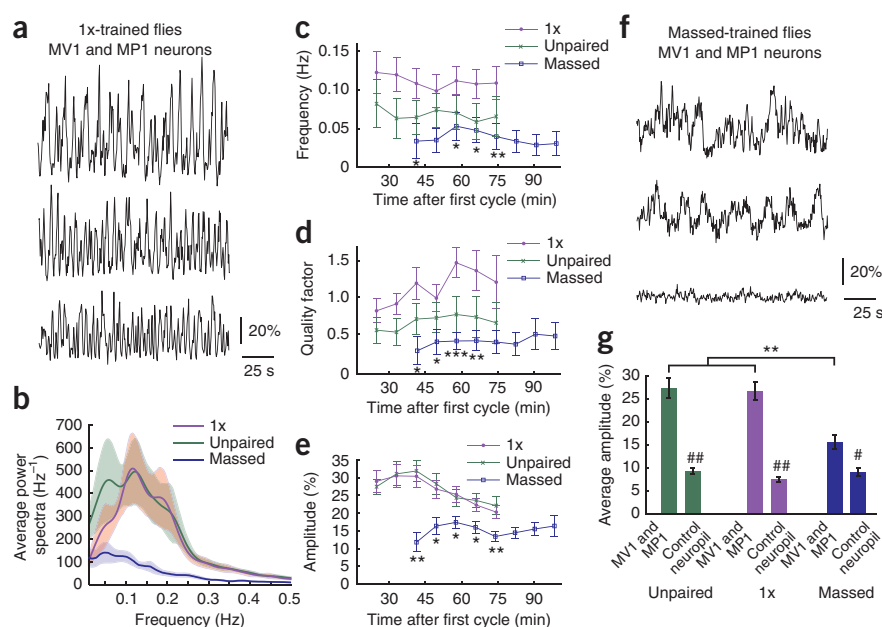 a
1x-trained flies
MV1 and MP1 neurons
20%
25 s
b
700
600
500
400
300
200
100
0
Average power
spectra (Hz⁻¹)
1x
Unpaired
Massed
0.1
0.2
0.3
0.4
0.5
Frequency (Hz)
c
Frequency (Hz)
0.15
0.10
0.05
0
1x
Unpaired
Massed
*
*
*
**
30
45
60
75
90
Time after first cycle (min)
d
Quality factor
1.5
1.0
0.5
0
1x
Unpaired
Massed
*
*
***
**
30
45
60
75
90
Time after first cycle (min)
e
Amplitude (%)
35
30
25
20
15
10
5
0
1x
Unpaired
Massed
**
*
*
*
**
30
45
60
75
90
Time after first cycle (min)
f
Massed-trained flies
MV1 and MP1 neurons
20%
25 s
g
Average amplitude (%)
30
25
20
15
10
5
0
**
##
##
#
MV1 and
MP1
Control
neuropil
MV1 and
MP1
Control
neuropil
MV1 and
MP1
Control
neuropil
Unpaired
1x
Massed